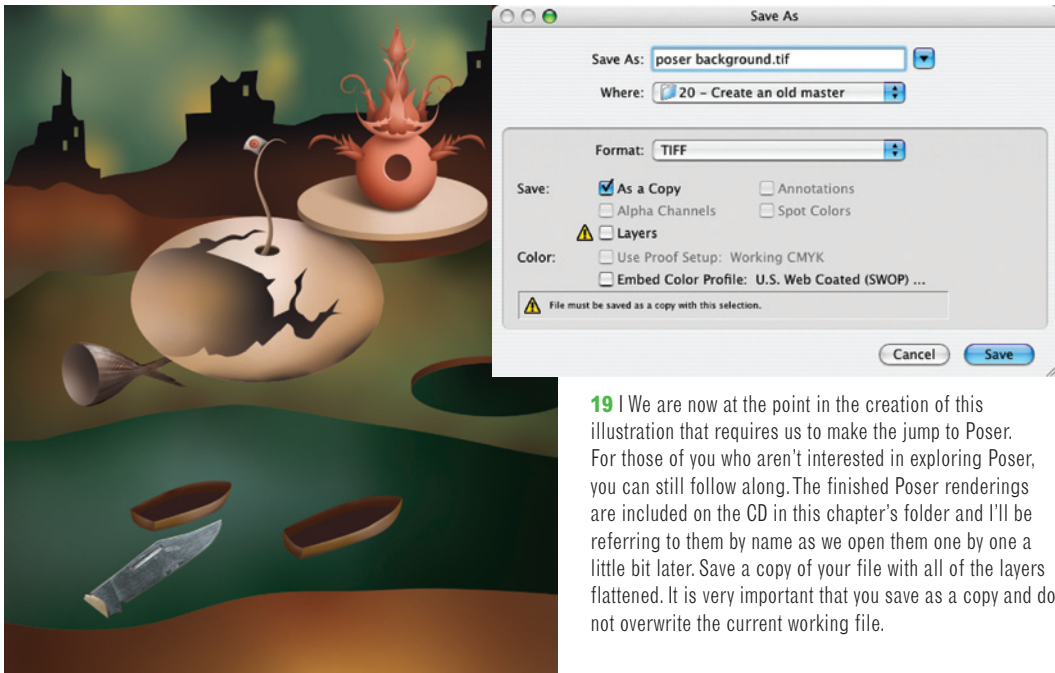 Save As
Save As: poser background.tif
Where: 20 – Create an old master
Format: TIFF
Save: As a Copy Annotations
Alpha Channels Spot Colors
Layers
Color: Use Proof Setup: Working CMYK
Embed Color Profile: U.S. Web Coated (SWOP) ...
File must be saved as a copy with this selection.
Cancel Save
19 | We are now at the point in the creation of this
illustration that requires us to make the jump to Poser.
For those of you who aren’t interested in exploring Poser,
you can still follow along. The finished Poser renderings
are included on the CD in this chapter’s folder and I’ll be
referring to them by name as we open them one by one a
little bit later. Save a copy of your file with all of the layers
flattened. It is very important that you save as a copy and do
not overwrite the current working file.